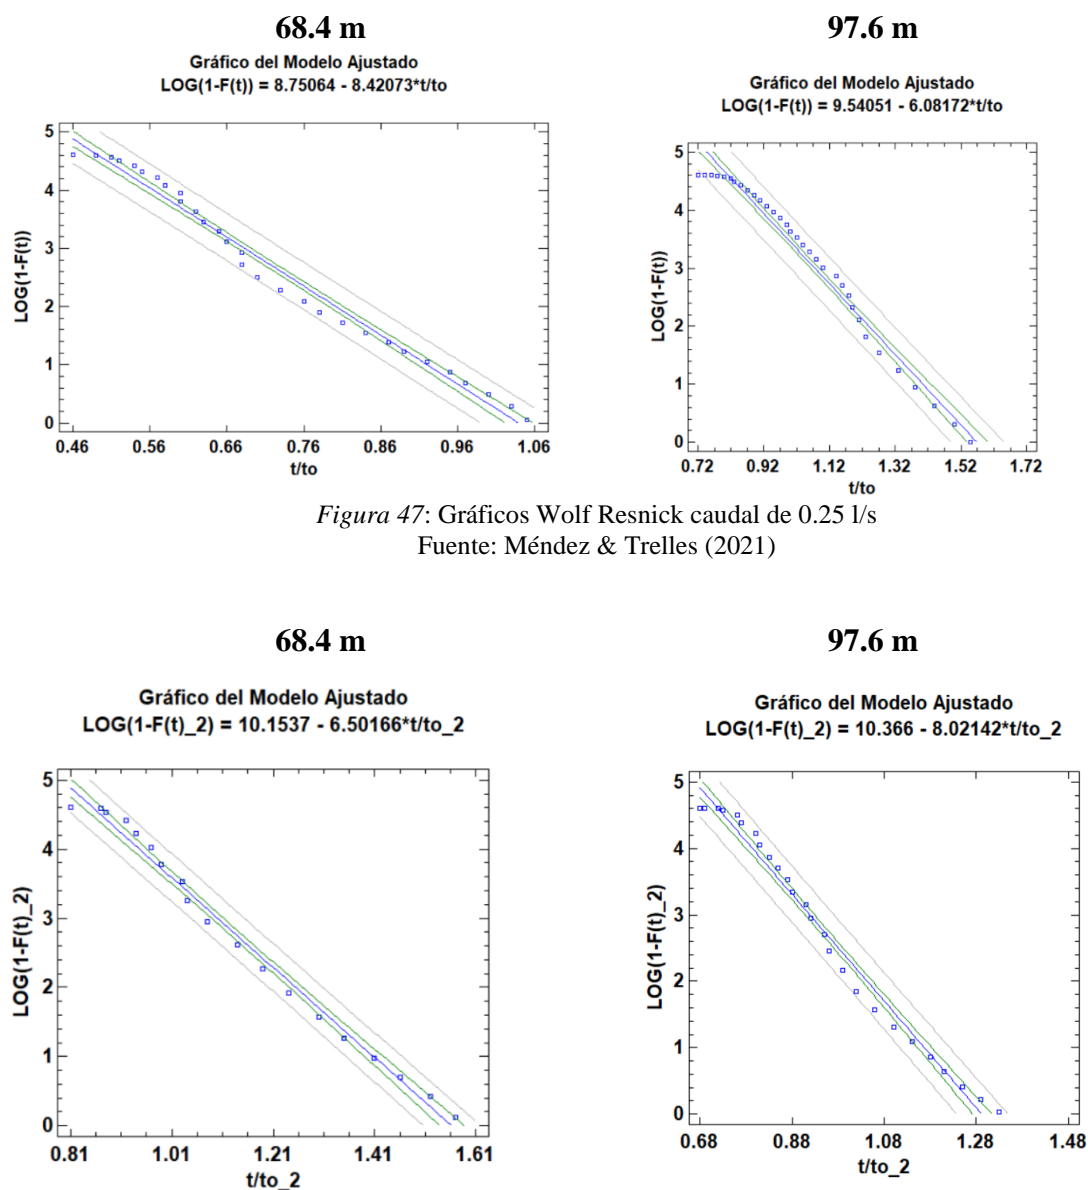 68.4 m
Gráfico del Modelo Ajustado
LOG(1-F(t)) = 8.75064 - 8.42073*t/to
LOG(1-F(t))
5
4
3
2
1
0
0.46 0.56 0.66 0.76 0.86 0.96 1.06
t/to
97.6 m
Gráfico del Modelo Ajustado
LOG(1-F(t)) = 9.54051 - 6.08172*t/to
LOG(1-F(t))
5
4
3
2
1
0
0.72 0.92 1.12 1.32 1.52 1.72
t/to
Figura 47: Gráficos Wolf Resnick caudal de 0.25 l/s
Fuente: Méndez & Trelles (2021)
68.4 m
Gráfico del Modelo Ajustado
LOG(1-F(t)_2) = 10.1537 - 6.50166*t/to_2
LOG(1-F(t)_2)
5
4
3
2
1
0
0.81 1.01 1.21 1.41 1.61
t/to_2
97.6 m
Gráfico del Modelo Ajustado
LOG(1-F(t)_2) = 10.366 - 8.02142*t/to_2
LOG(1-F(t)_2)
5
4
3
2
1
0
0.68 0.88 1.08 1.28 1.48
t/to_2